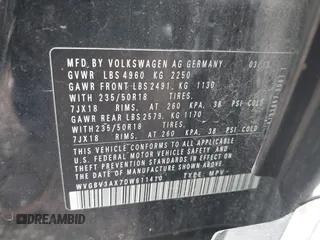 MFD. BY VOLKSWAGEN AG GERMANY
GVWR LBS 4960 KG 2250
GAWR FRONT LBS 2491, KG 1130
WITH 235/50R18 TIRES,
7JX18 RIMS, AT 260 KPA, 38 PSI COLD
GAWR REAR LBS 2579, KG 1170
WITH 235/50R18 TIRES,
7JX18 RIMS, AT 260 KPA, 38 PSI COLD
THIS VEHICLE CONFORMS TO ALL APPLICABLE
FEDERAL MOTOR VEHICLE SAFETY, BUMPER AND
THEFT PREVENTION STANDARDS IN EFFECT ON THE
DATE OF MANUFACTURE SHOWN ABOVE.
WVGBV3AX7DW611470 TYPE: MPV
CARSFROMWEST